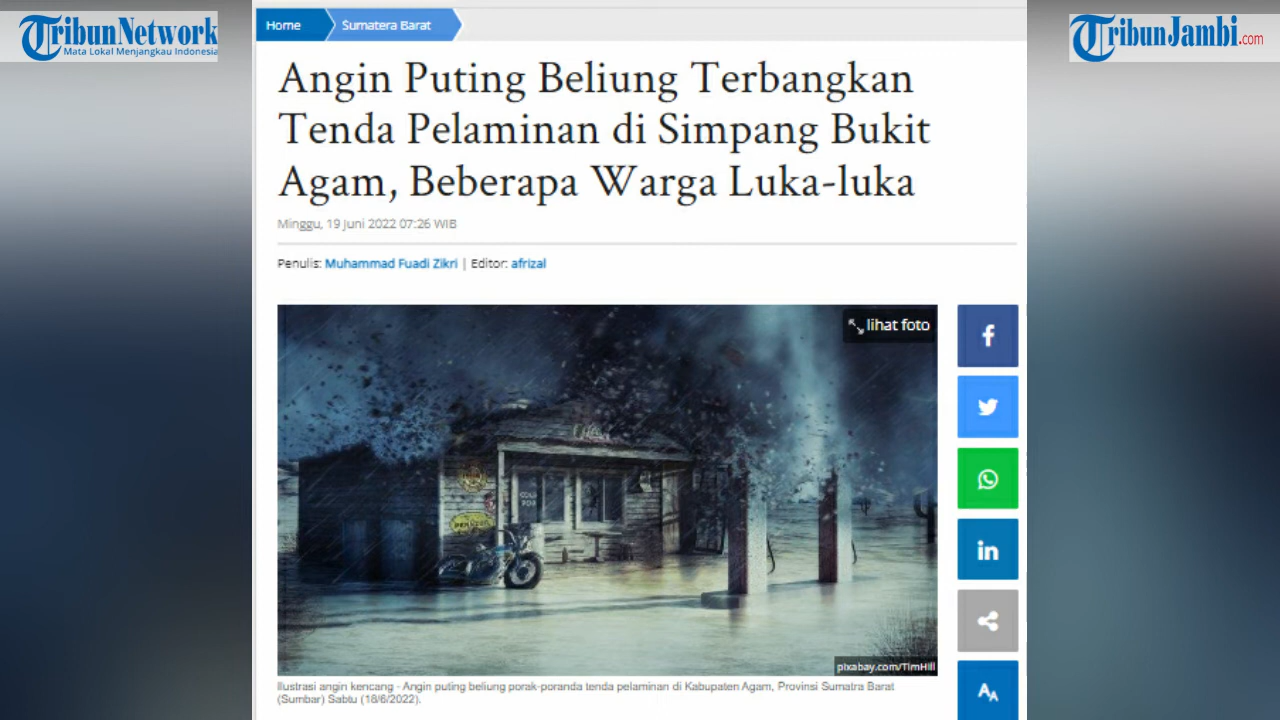 TribunNetwork
Mata Lokal Menjangkau Indonesia
TribunJambi.com
Home
Sumatera Barat
Angin Puting Beliung Terbangkan
Tenda Pelaminan di Simpang Bukit
Agam, Beberapa Warga Luka-luka
Minggu, 19 Juni 2022 07:26 WIB
Penulis: Muhammad Fuadi Zikri | Editor: afrizal
lihat foto
pixabay.com/TimHill
Ilustrasi angin kencang - Angin puting beliung porak-poranda tenda pelaminan di Kabupaten Agam, Provinsi Sumatra Barat
(Sumbar) Sabtu (18/6/2022).